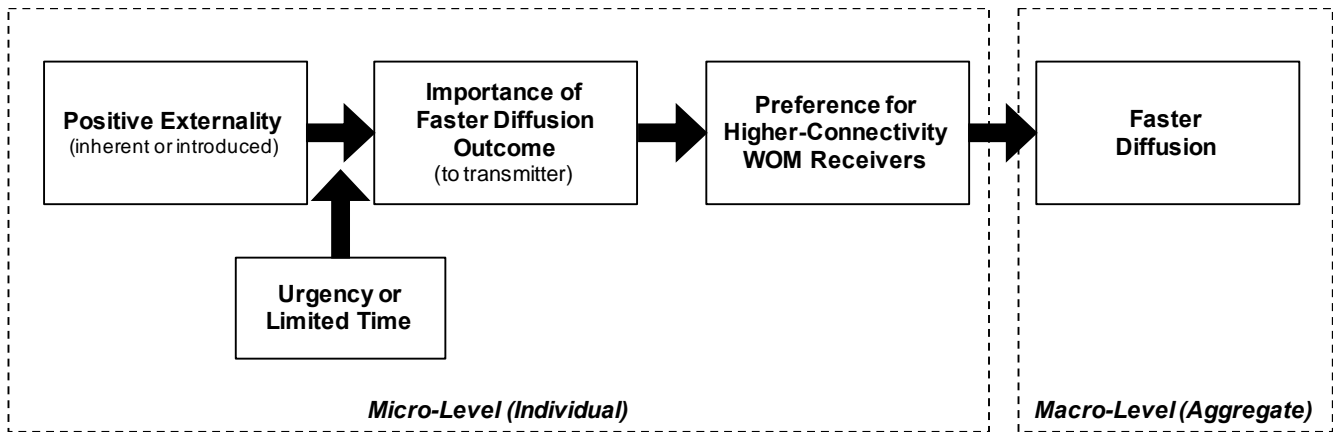 Positive Externality
(inherent or introduced)
Importance of
Faster Diffusion
Outcome
(to transmitter)
Preference for
Higher-Connectivity
WOM Receivers
Faster
Diffusion
Urgency or
Limited Time
Micro-Level (Individual)
Macro-Level (Aggregate)